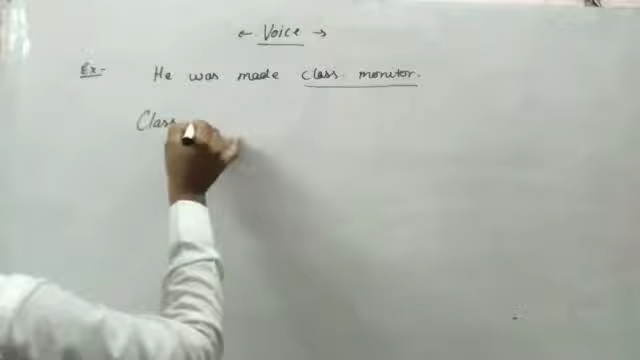 ← Voice →
Ex- He was made class monitor.
Class